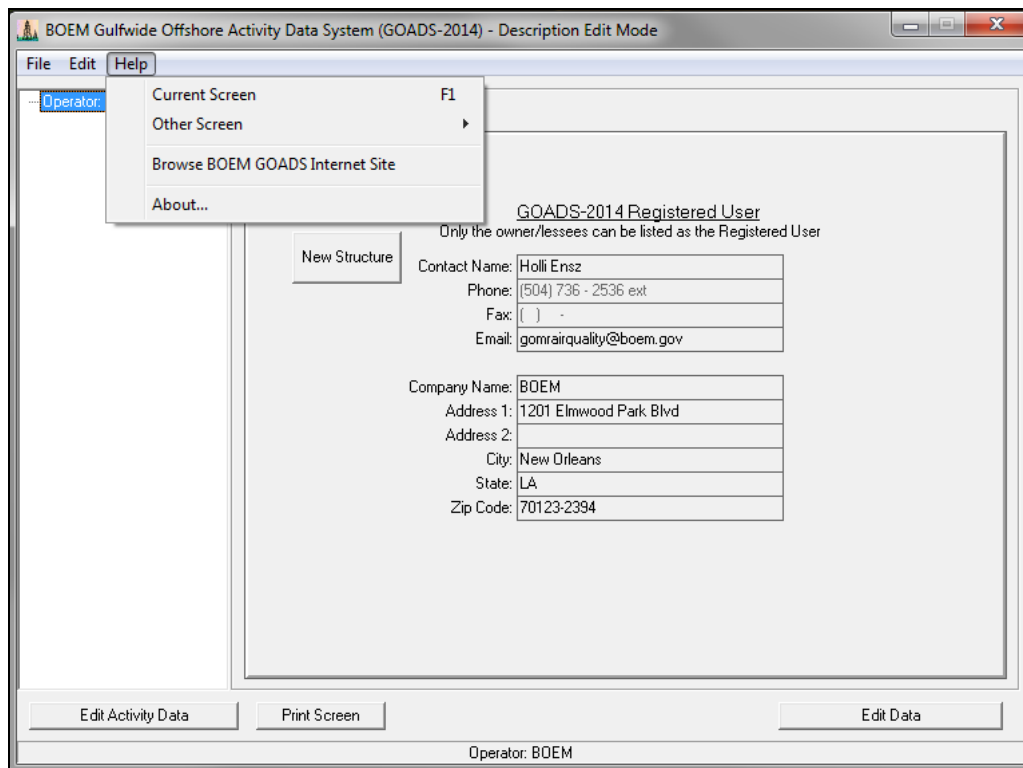 BOEM Gulfwide Offshore Activity Data System (GOADS-2014) - Description Edit Mode
File Edit Help
Operator:
Current Screen F1
Other Screen
Browse BOEM GOADS Internet Site
About...
New Structure
GOADS-2014 Registered User
Only the owner/lessees can be listed as the Registered User
Contact Name: Holli Ensz
Phone: (504) 736 - 2536 ext
Fax: ( ) -
Email: gomrairquality@boem.gov
Company Name: BOEM
Address 1: 1201 Elmwood Park Blvd
Address 2:
City: New Orleans
State: LA
Zip Code: 70123-2394
Edit Activity Data Print Screen Edit Data
Operator: BOEM